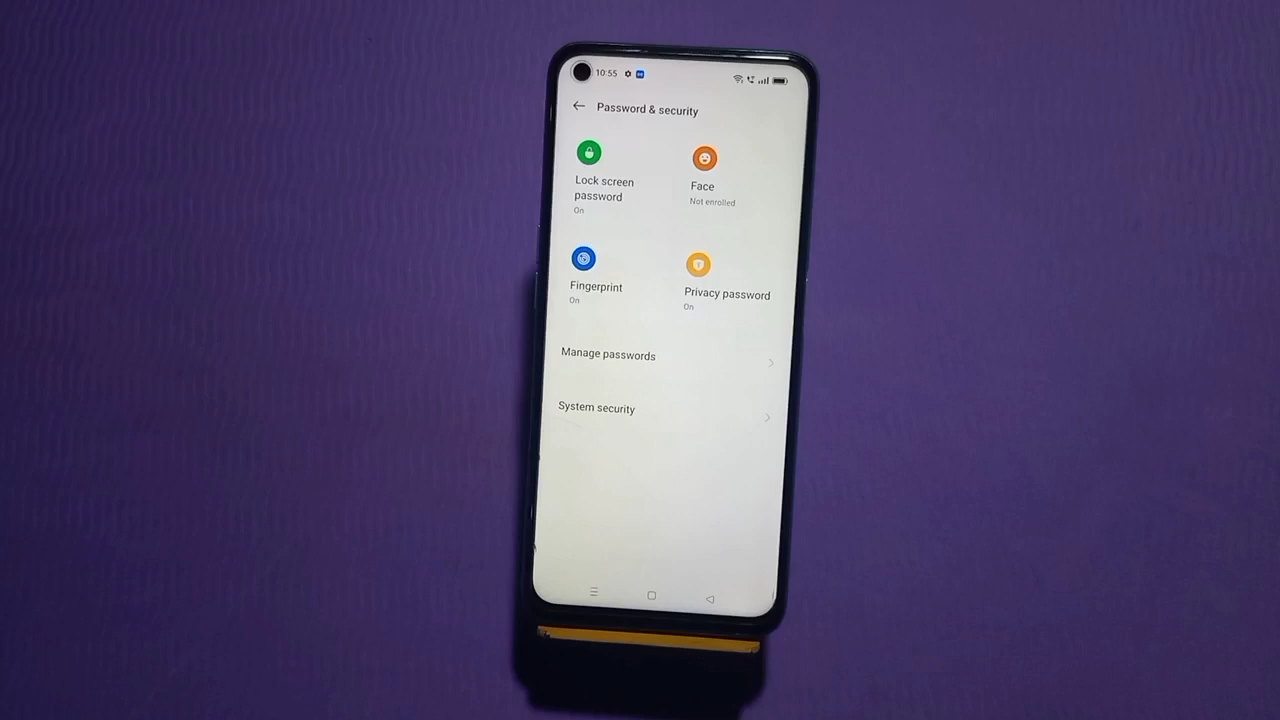 10:55
Password & security
Lock screen
password
On
Face
Not enrolled
Fingerprint
On
Privacy password
On
Manage passwords
System security